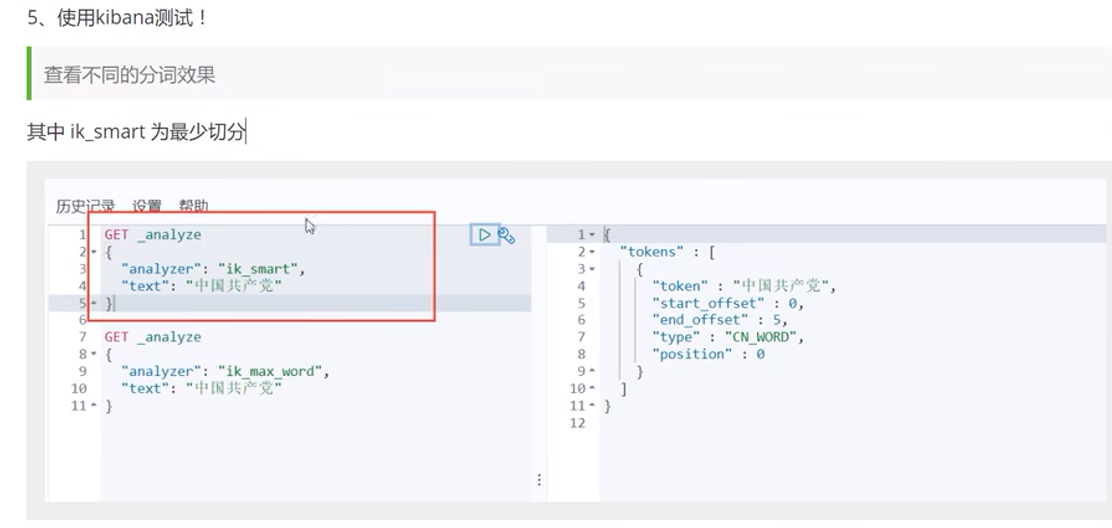 5、使用kibana测试！
查看不同的分词效果
其中 ik_smart 为最少切分
历史记录 设置 帮助
1 GET _analyze
2 {
3 "analyzer": "ik_smart",
4 "text": "中国共产党"
5 }
6
7 GET _analyze
8 {
9 "analyzer": "ik_max_word",
10 "text": "中国共产党"
11 }
1 {
2 "tokens" : [
3 {
4 "token" : "中国共产党",
5 "start_offset" : 0,
6 "end_offset" : 5,
7 "type" : "CN_WORD",
8 "position" : 0
9 }
10 ]
11 }
12